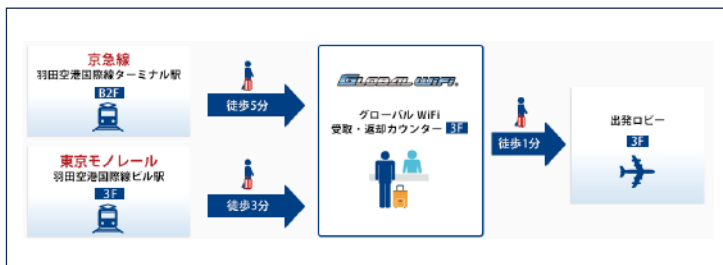 京急線
羽田空港国際線ターミナル駅
B2F
徒歩5分
東京モノレール
羽田空港国際線ビル駅
3F
徒歩3分
GLOBAL WiFi.
グローバル WiFi
受取・返却カウンター 3F
徒歩1分
出発ロビー
3F